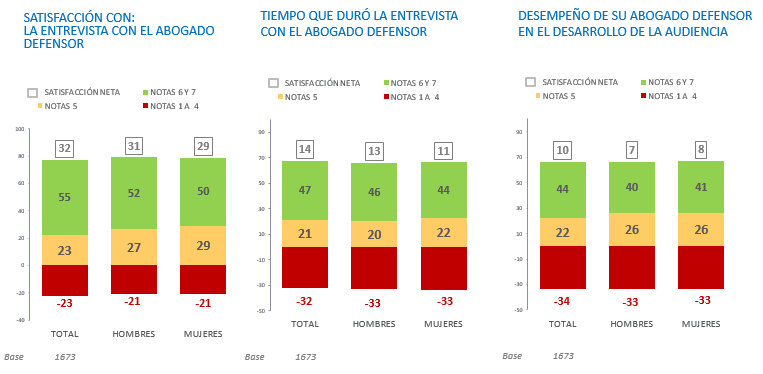 SATISFACCIÓN CON:
LA ENTREVISTA CON EL ABOGADO
DEFENSOR
SATISFACCIÓN NETA
NOTAS 6 Y 7
NOTAS 5
NOTAS 1 A 4
100
80
60
40
20
0
-20
-40
32
31
29
55
52
50
23
27
29
-23
-21
-21
TOTAL
HOMBRES
MUJERES
Base 1673
TIEMPO QUE DURÓ LA ENTREVISTA
CON EL ABOGADO DEFENSOR
SATISFACCIÓN NETA
NOTAS 6 Y 7
NOTAS 5
NOTAS 1 A 4
90
70
50
30
10
-10
-30
-50
14
13
11
47
46
44
21
20
22
-32
-33
-33
TOTAL
HOMBRES
MUJERES
Base 1673
DESEMPEÑO DE SU ABOGADO DEFENSOR
EN EL DESARROLLO DE LA AUDIENCIA
SATISFACCIÓN NETA
NOTAS 6 Y 7
NOTAS 5
NOTAS 1 A 4
90
70
50
30
10
-10
-30
-50
10
7
8
44
40
41
22
26
26
-34
-33
-33
TOTAL
HOMBRES
MUJERES
Base 1673